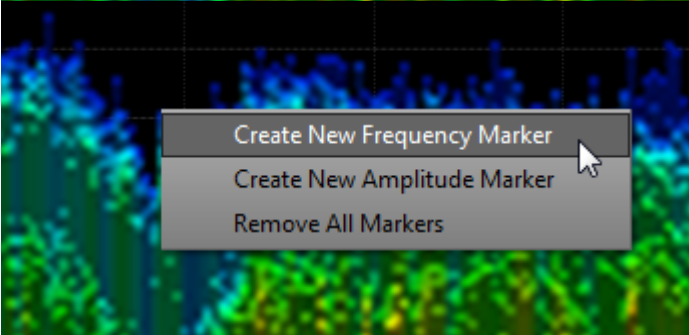 Create New Frequency Marker
Create New Amplitude Marker
Remove All Markers